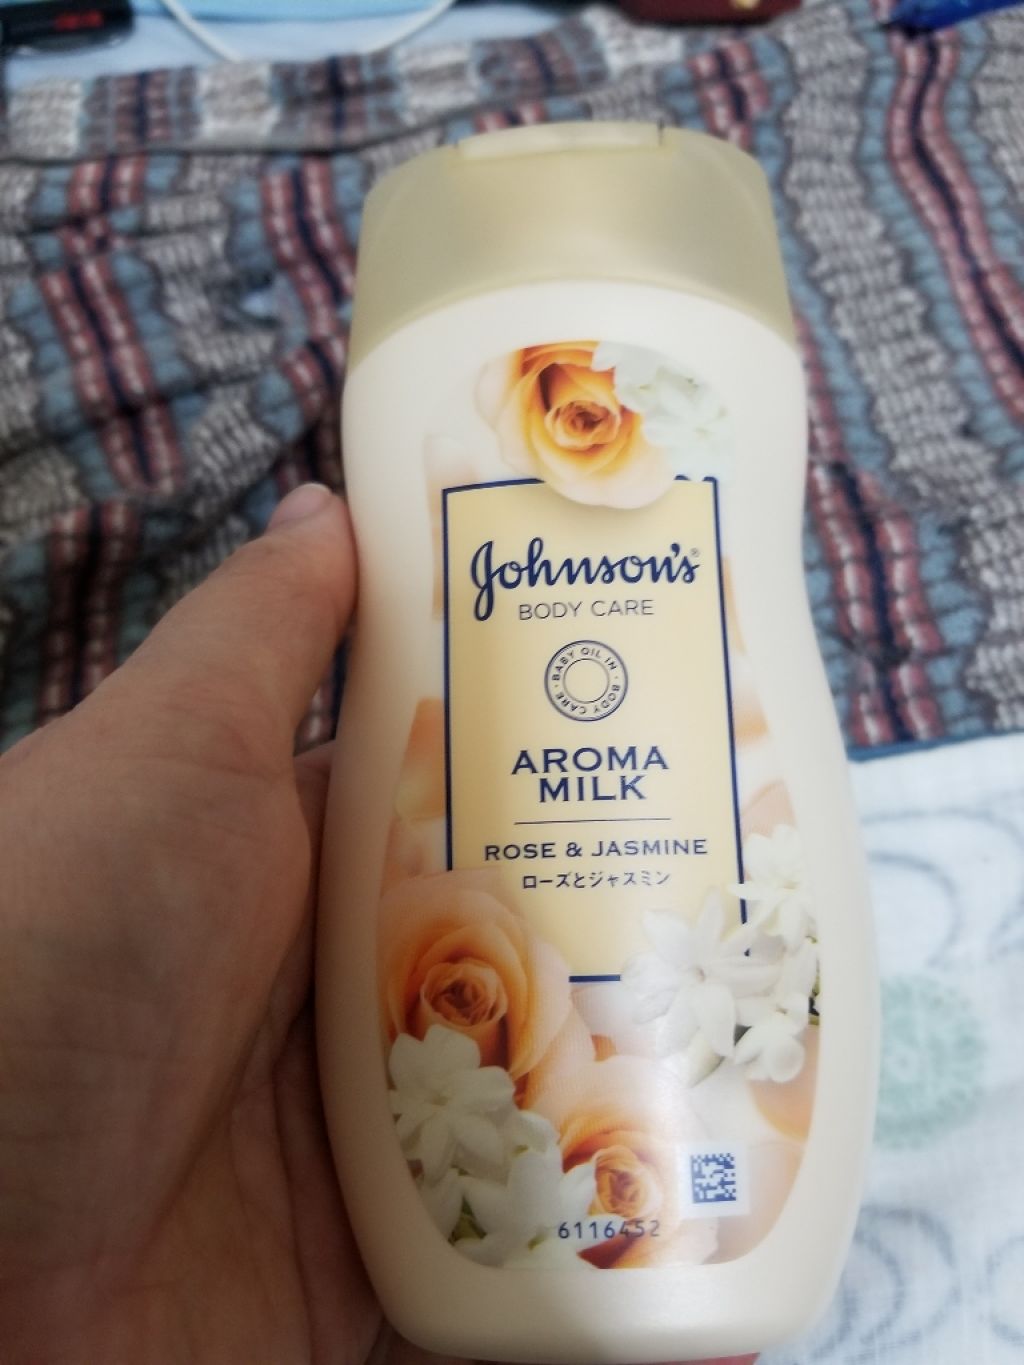 Johnson's®
BODY CARE
BABY OIL IN · BODY CARE ·
AROMA
MILK
ROSE & JASMINE
ローズとジャスミン
6116452